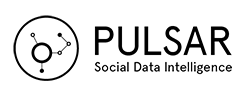 PULSAR
Social Data Intelligence